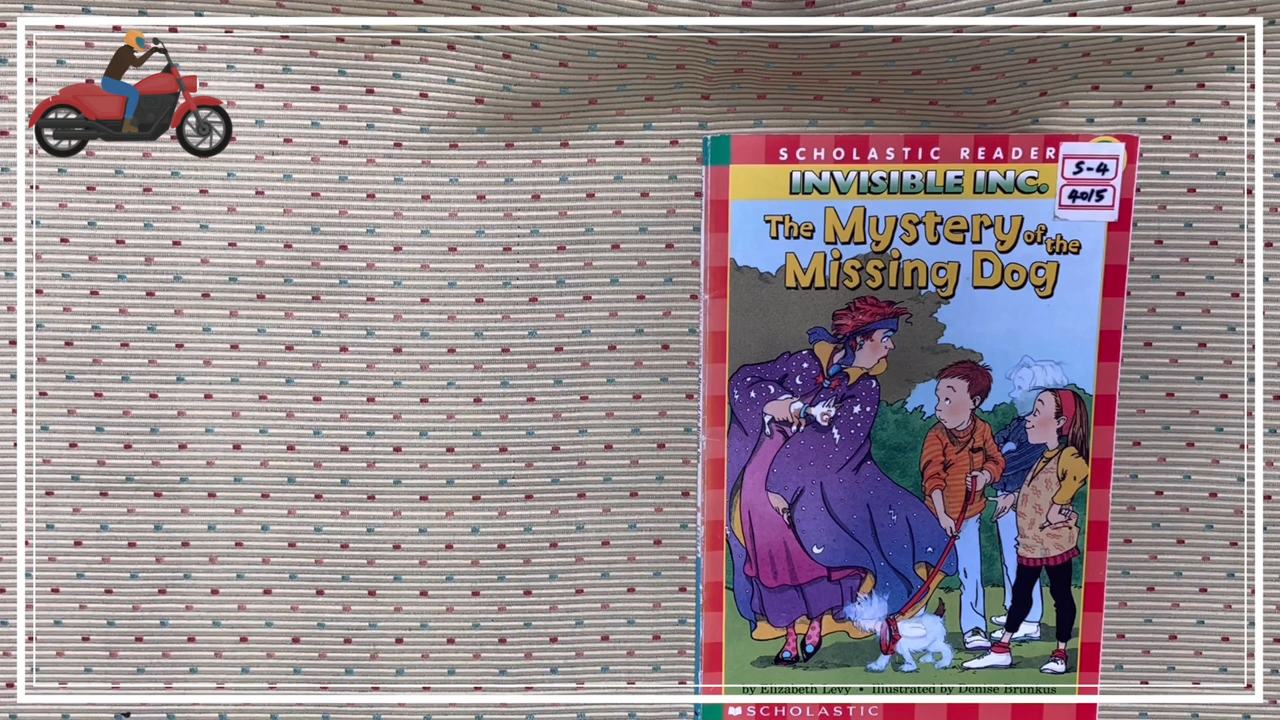 SCHOLASTIC READER
S-4
4015
INVISIBLE INC.
The Mystery of the
Missing Dog
by Elizabeth Levy • Illustrated by Denise Brunkus
SCHOLASTIC